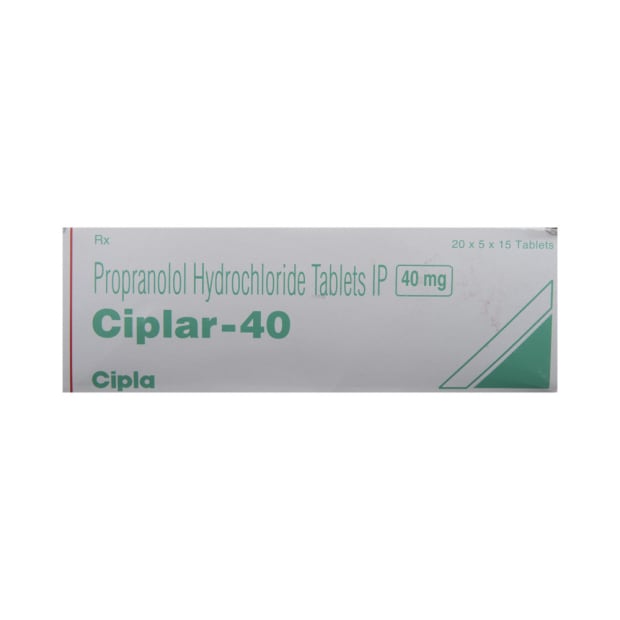 Rx
20 x 5 x 15 Tablets
Propranolol Hydrochloride Tablets IP 40 mg
Ciplar-40
Cipla